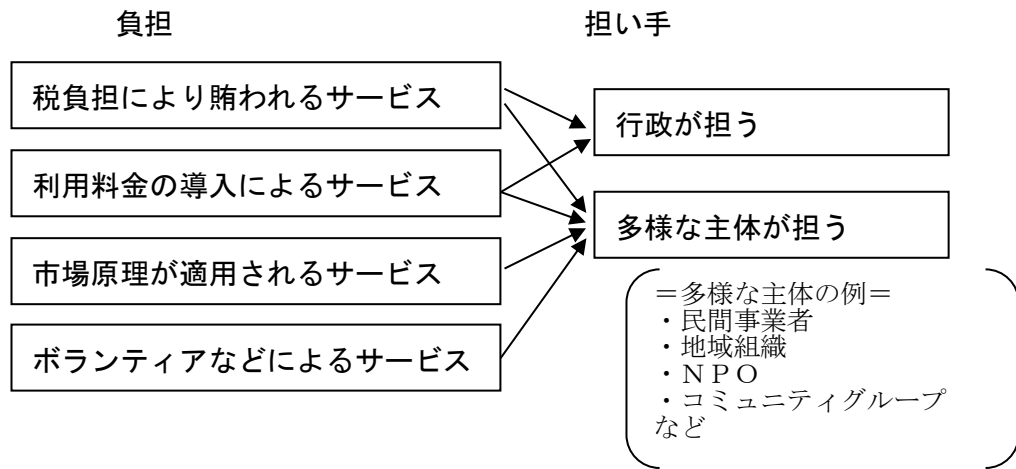 負担
担い手
税負担により賄われるサービス
利用料金の導入によるサービス
市場原理が適用されるサービス
ボランティアなどによるサービス
行政が担う
多様な主体が担う
＝多様な主体の例＝
・民間事業者
・地域組織
・ＮＰＯ
・コミュニティグループ
など